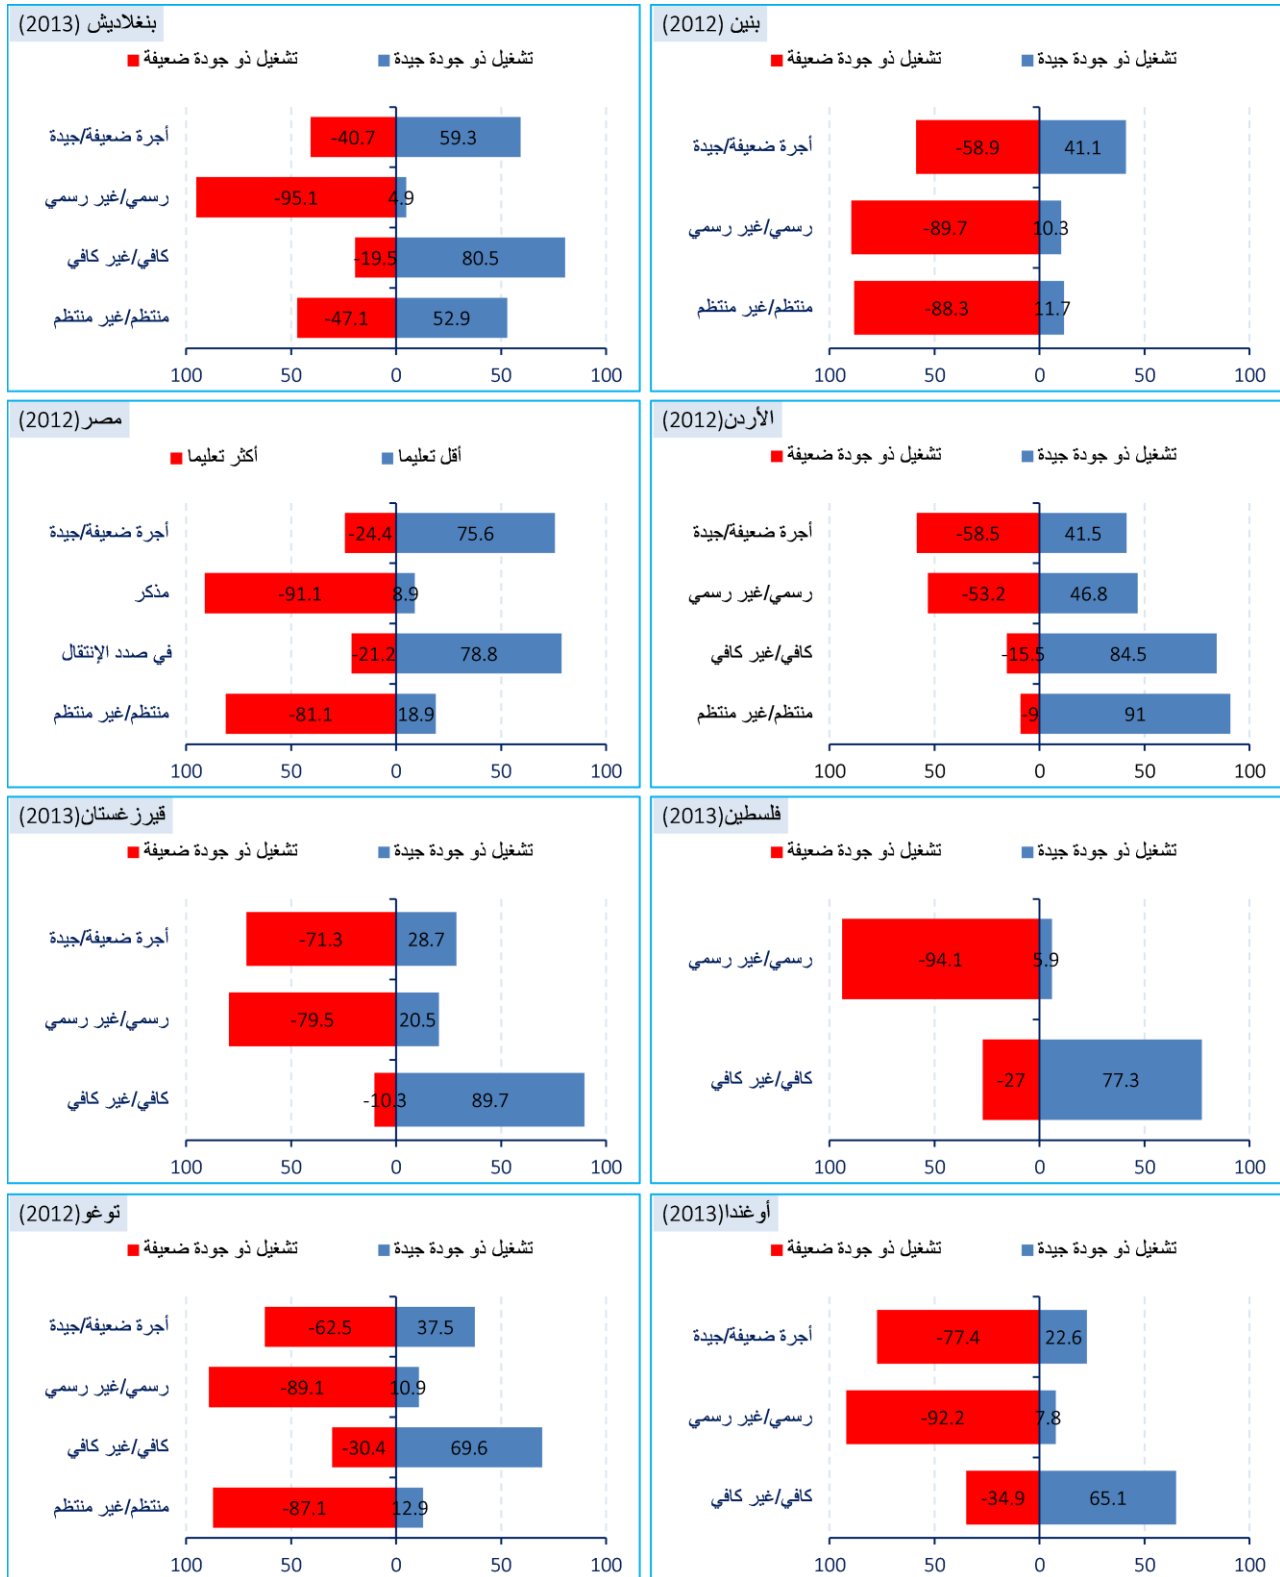 بنين (2012)
تشغيل ذو جودة ضعيفة تشغيل ذو جودة جيدة
أجرة ضعيفة/جيدة -58.9 41.1
رسمي/غير رسمي -89.7 10.3
منتظم/غير منتظم -88.3 11.7
100 50 0 50 100
بنغلاديش (2013)
تشغيل ذو جودة ضعيفة تشغيل ذو جودة جيدة
أجرة ضعيفة/جيدة -40.7 59.3
رسمي/غير رسمي -95.1 4.9
كافي/غير كافي -19.5 80.5
منتظم/غير منتظم -47.1 52.9
100 50 0 50 100
الأردن(2012)
تشغيل ذو جودة ضعيفة تشغيل ذو جودة جيدة
أجرة ضعيفة/جيدة -58.5 41.5
رسمي/غير رسمي -53.2 46.8
كافي/غير كافي -15.5 84.5
منتظم/غير منتظم -9 91
100 50 0 50 100
مصر(2012)
أكثر تعليما أقل تعليما
أجرة ضعيفة/جيدة -24.4 75.6
مذكر -91.1 8.9
في صدد الإنتقال -21.2 78.8
منتظم/غير منتظم -81.1 18.9
100 50 0 50 100
فلسطين(2013)
تشغيل ذو جودة ضعيفة تشغيل ذو جودة جيدة
رسمي/غير رسمي -94.1 5.9
كافي/غير كافي -27 77.3
100 50 0 50 100
قيرزغستان(2013)
تشغيل ذو جودة ضعيفة تشغيل ذو جودة جيدة
أجرة ضعيفة/جيدة -71.3 28.7
رسمي/غير رسمي -79.5 20.5
كافي/غير كافي -10.3 89.7
100 50 0 50 100
أوغندا(2013)
تشغيل ذو جودة ضعيفة تشغيل ذو جودة جيدة
أجرة ضعيفة/جيدة -77.4 22.6
رسمي/غير رسمي -92.2 7.8
كافي/غير كافي -34.9 65.1
100 50 0 50 100
توغو(2012)
تشغيل ذو جودة ضعيفة تشغيل ذو جودة جيدة
أجرة ضعيفة/جيدة -62.5 37.5
رسمي/غير رسمي -89.1 10.9
كافي/غير كافي -30.4 69.6
منتظم/غير منتظم -87.1 12.9
100 50 0 50 100